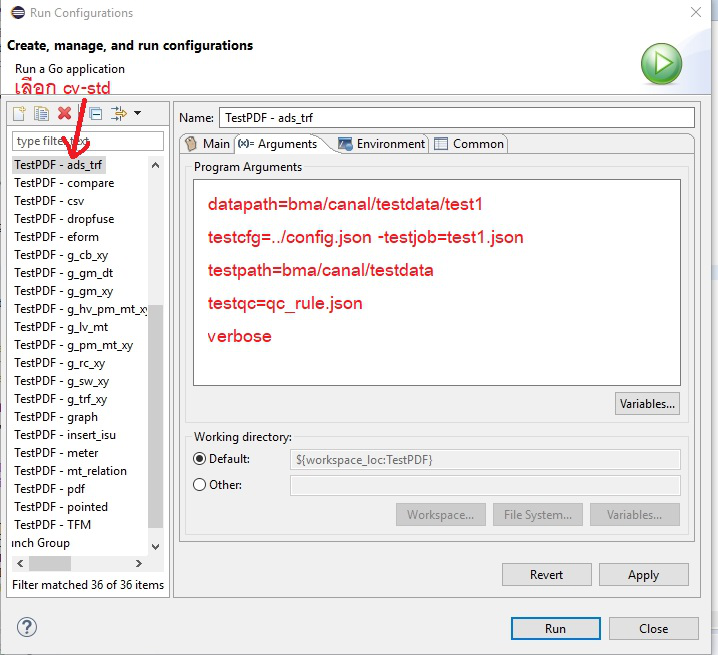 Run Configurations
Create, manage, and run configurations
Run a Go application
เลือก cv-std
Name: TestPDF - ads_trf
type filter text
Main (x)= Arguments Environment Common
TestPDF - ads_trf
TestPDF - compare
TestPDF - csv
TestPDF - dropfuse
TestPDF - eform
TestPDF - g_cb_xy
TestPDF - g_gm_dt
TestPDF - g_gm_xy
TestPDF - g_hv_pm_mt_xy
TestPDF - g_lv_mt
TestPDF - g_pm_mt_xy
TestPDF - g_rc_xy
TestPDF - g_sw_xy
TestPDF - g_trf_xy
TestPDF - graph
TestPDF - insert_isu
TestPDF - meter
TestPDF - mt_relation
TestPDF - pdf
TestPDF - pointed
TestPDF - TFM
unch Group
Filter matched 36 of 36 items
Program Arguments
datapath=bma/canal/testdata/test1
testcfg=../config.json -testjob=test1.json
testpath=bma/canal/testdata
testqc=qc_rule.json
verbose
Variables...
Working directory:
Default: ${workspace_loc:TestPDF}
Other:
Workspace... File System... Variables...
Revert Apply
Run Close